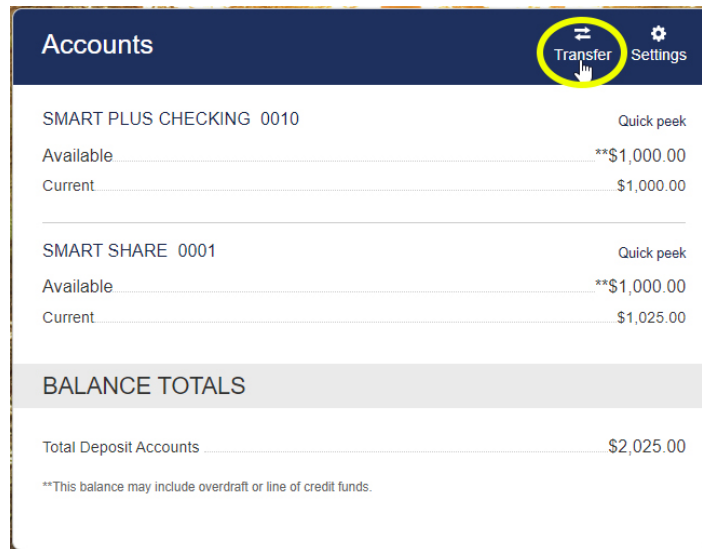 Accounts
Transfer Settings
SMART PLUS CHECKING 0010 Quick peek
Available **$1,000.00
Current $1,000.00
SMART SHARE 0001 Quick peek
Available **$1,000.00
Current $1,025.00
BALANCE TOTALS
Total Deposit Accounts $2,025.00
**This balance may include overdraft or line of credit funds.